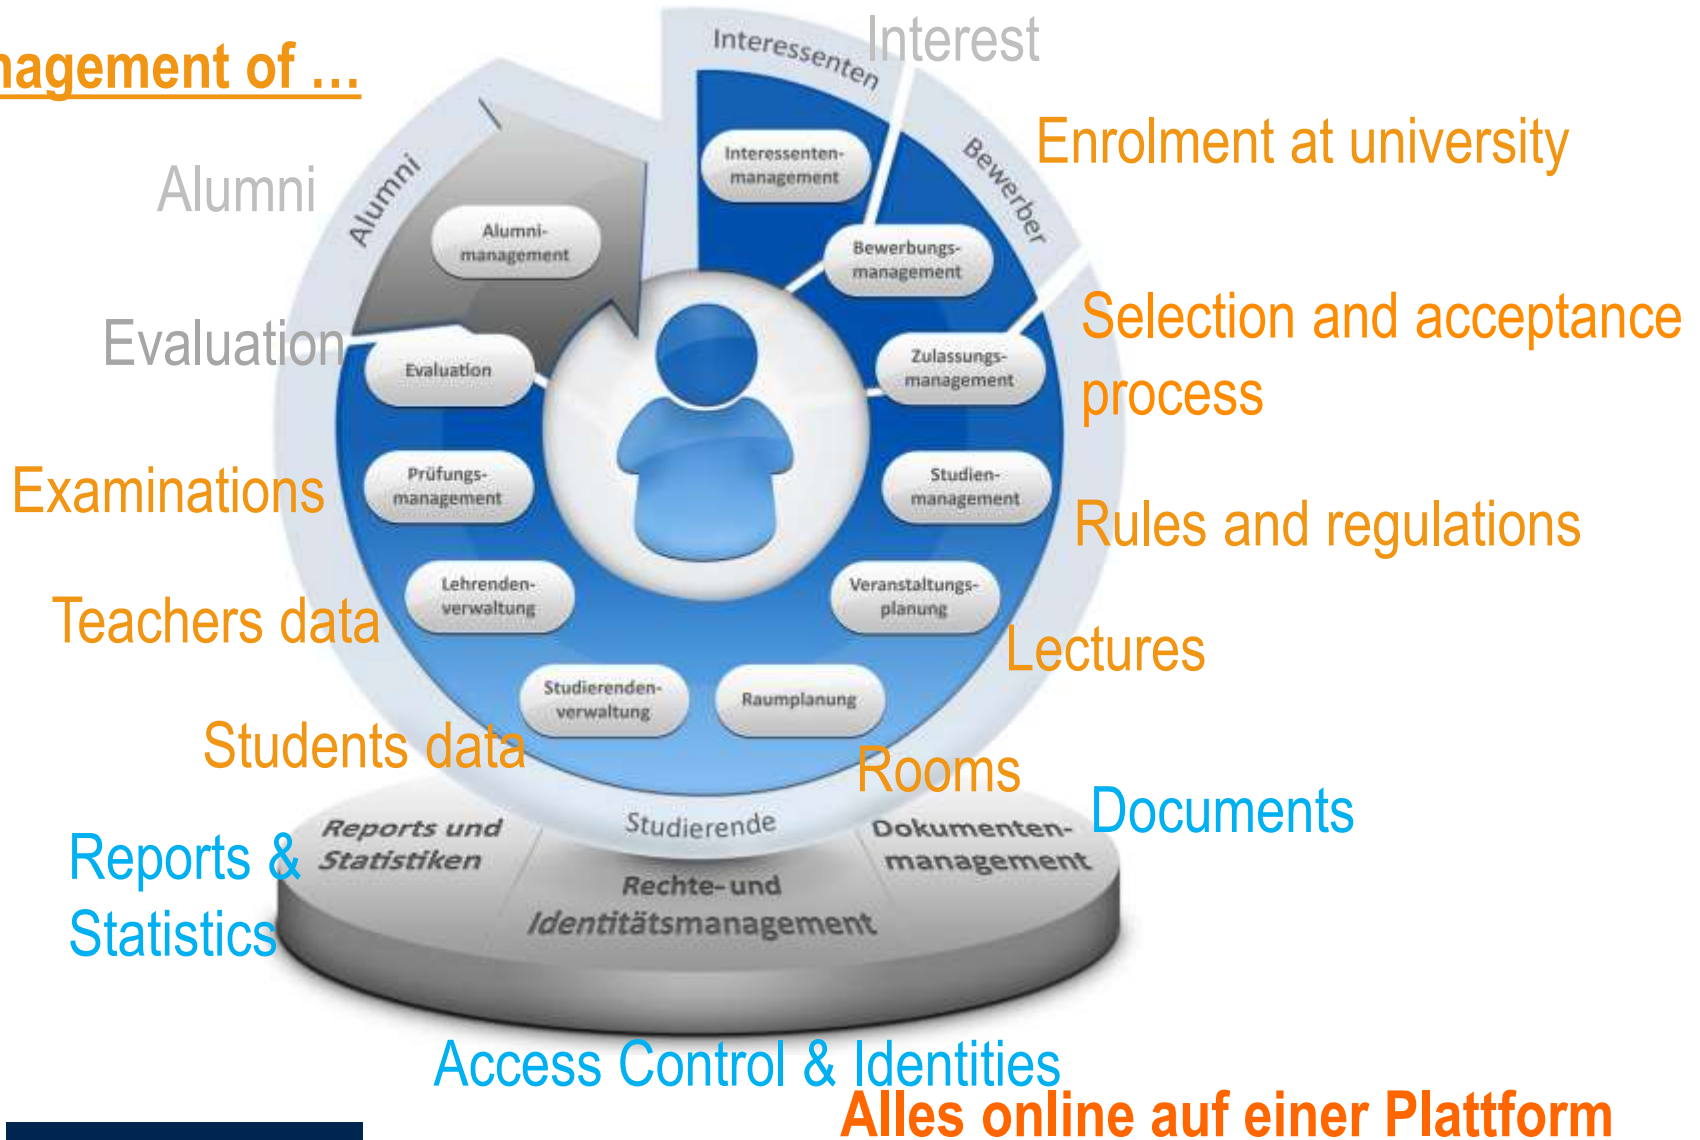 nagement of ...
Interest
Interessenten
Enrolment at university
Bewerber
Alumni
Alumni
Interessenten-
management
Alumni-
management
Bewerbungs-
management
Selection and acceptance
process
Evaluation
Evaluation
Zulassungs-
management
Examinations
Prüfungs-
management
Studien-
management
Rules and regulations
Teachers data
Lehrenden-
verwaltung
Veranstaltungs-
planung
Lectures
Students data
Studierenden-
verwaltung
Raumplanung
Rooms
Studierende
Documents
Reports &
Statistics
Reports und
Statistiken
Rechte- und
Identitätsmanagement
Dokumenten-
management
Access Control & Identities
Alles online auf einer Plattform